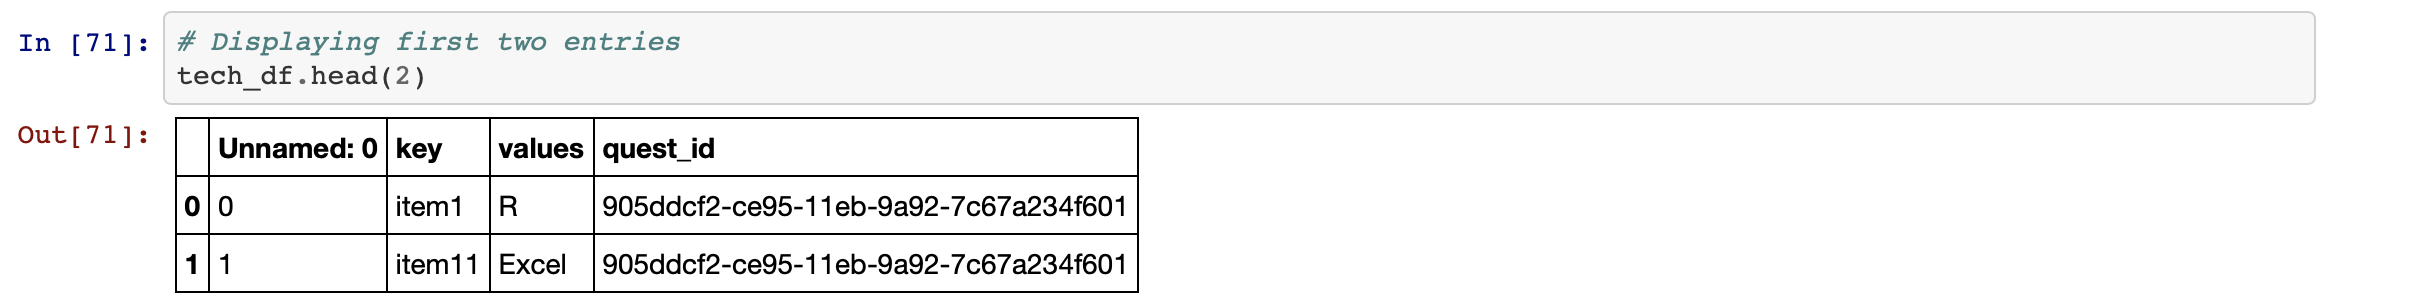 In [71]: # Displaying first two entries
tech_df.head(2)
Out[71]:
Unnamed: 0 key values quest_id
0 0 item1 R 905ddcf2-ce95-11eb-9a92-7c67a234f601
1 1 item11 Excel 905ddcf2-ce95-11eb-9a92-7c67a234f601